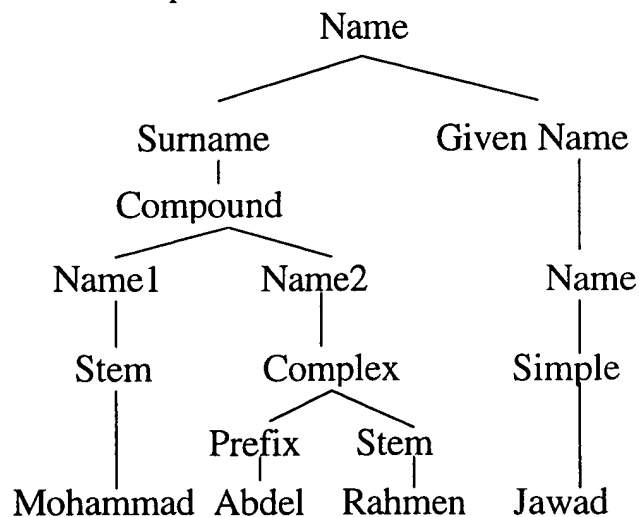 Name
Surname Given Name
Compound
Name1 Name2 Name
Stem Complex Simple
Prefix Stem
Mohammad Abdel Rahmen Jawad